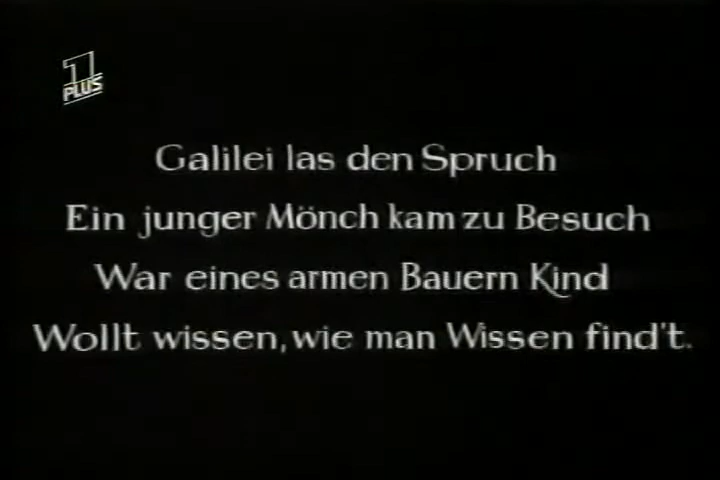 1
PLUS
Galilei las den Spruch
Ein junger Mönch kam zu Besuch
War eines armen Bauern Kind
Wollt wissen, wie man Wissen find't.